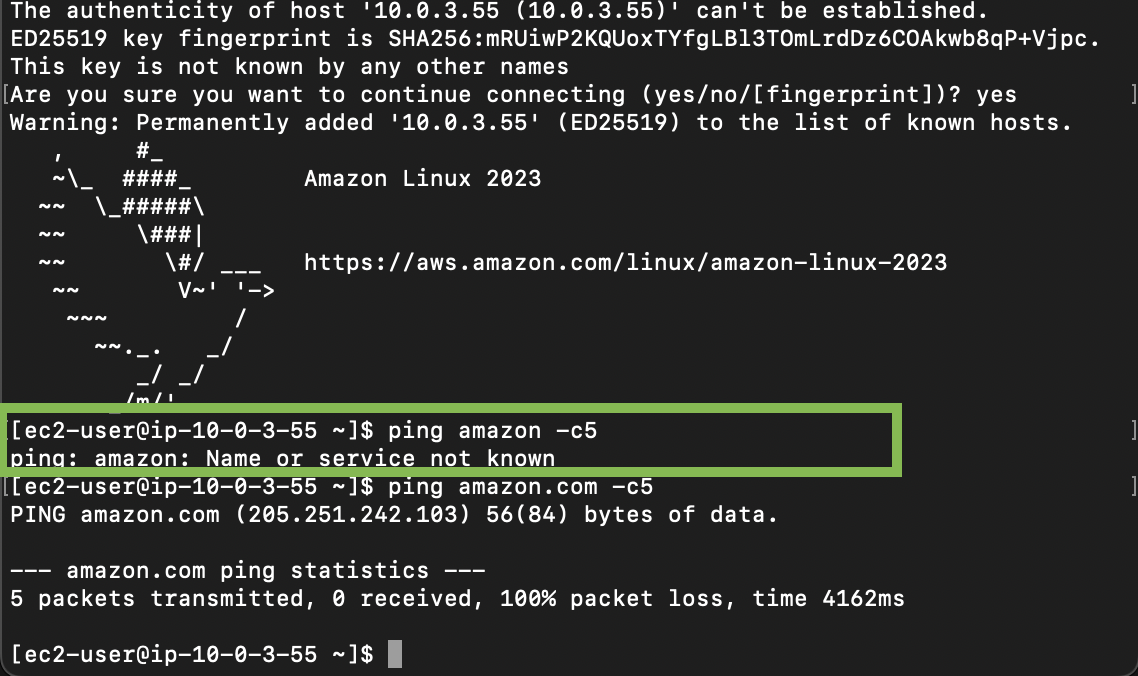 The authenticity of host '10.0.3.55 (10.0.3.55)' can't be established.
ED25519 key fingerprint is SHA256:mRUiwP2KQUoxTYfgLBl3TOmLrdDz6COAkwb8qP+Vjpc.
This key is not known by any other names
[Are you sure you want to continue connecting (yes/no/[fingerprint])? yes ]
Warning: Permanently added '10.0.3.55' (ED25519) to the list of known hosts.
   ,     #_
   ~\_  ####_        Amazon Linux 2023
  ~~  \_#####\
  ~~     \###|
  ~~       \#/ ___   https://aws.amazon.com/linux/amazon-linux-2023
   ~~       V~' '->
    ~~~         /
      ~~._.   _/
         _/ _/
        /m/'
[[ec2-user@ip-10-0-3-55 ~]$ ping amazon -c5 ]
ping: amazon: Name or service not known
[[ec2-user@ip-10-0-3-55 ~]$ ping amazon.com -c5 ]
PING amazon.com (205.251.242.103) 56(84) bytes of data.

--- amazon.com ping statistics ---
5 packets transmitted, 0 received, 100% packet loss, time 4162ms

[ec2-user@ip-10-0-3-55 ~]$